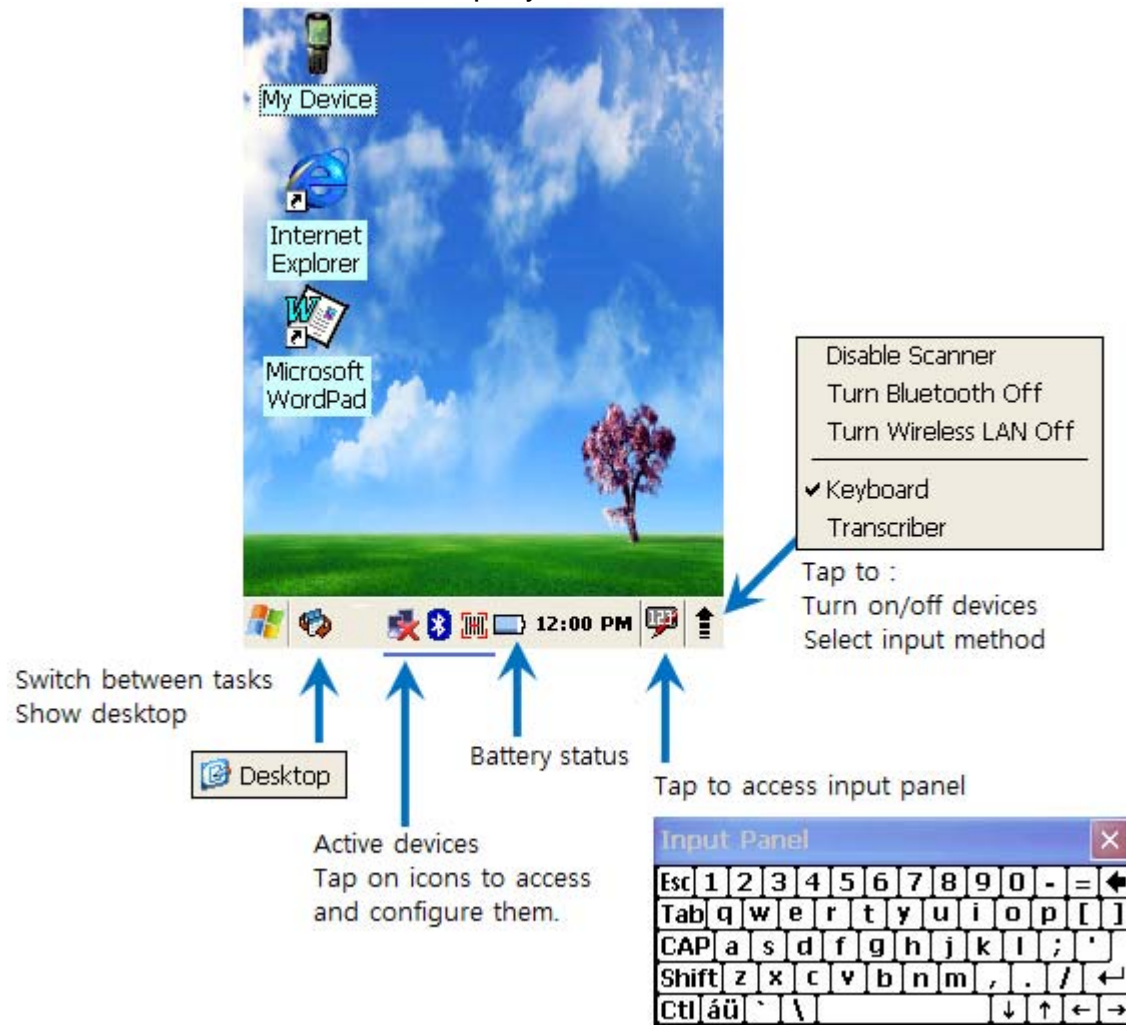 My Device
Internet
Explorer
Microsoft
WordPad
Disable Scanner
Turn Bluetooth Off
Turn Wireless LAN Off
Keyboard
Transcriber
Tap to :
Turn on/off devices
Select input method
12:00 PM
123
Switch between tasks
Show desktop
Desktop
Battery status
Tap to access input panel
Active devices
Tap on icons to access
and configure them.
Input Panel
Esc 1 2 3 4 5 6 7 8 9 0 - =
Tab q w e r t y u i o p [ ]
CAP a s d f g h j k l ; '
Shift z x c v b n m , . /
Ctl áü ` \ ↓ ↑ ← →